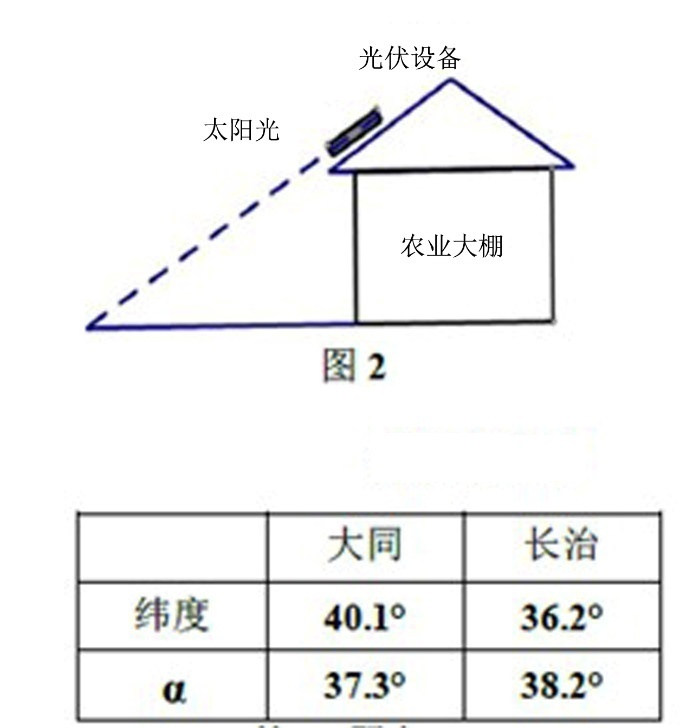 光伏设备
太阳光
农业大棚
图 2
大同 长治
纬度 40.1° 36.2°
α 37.3° 38.2°